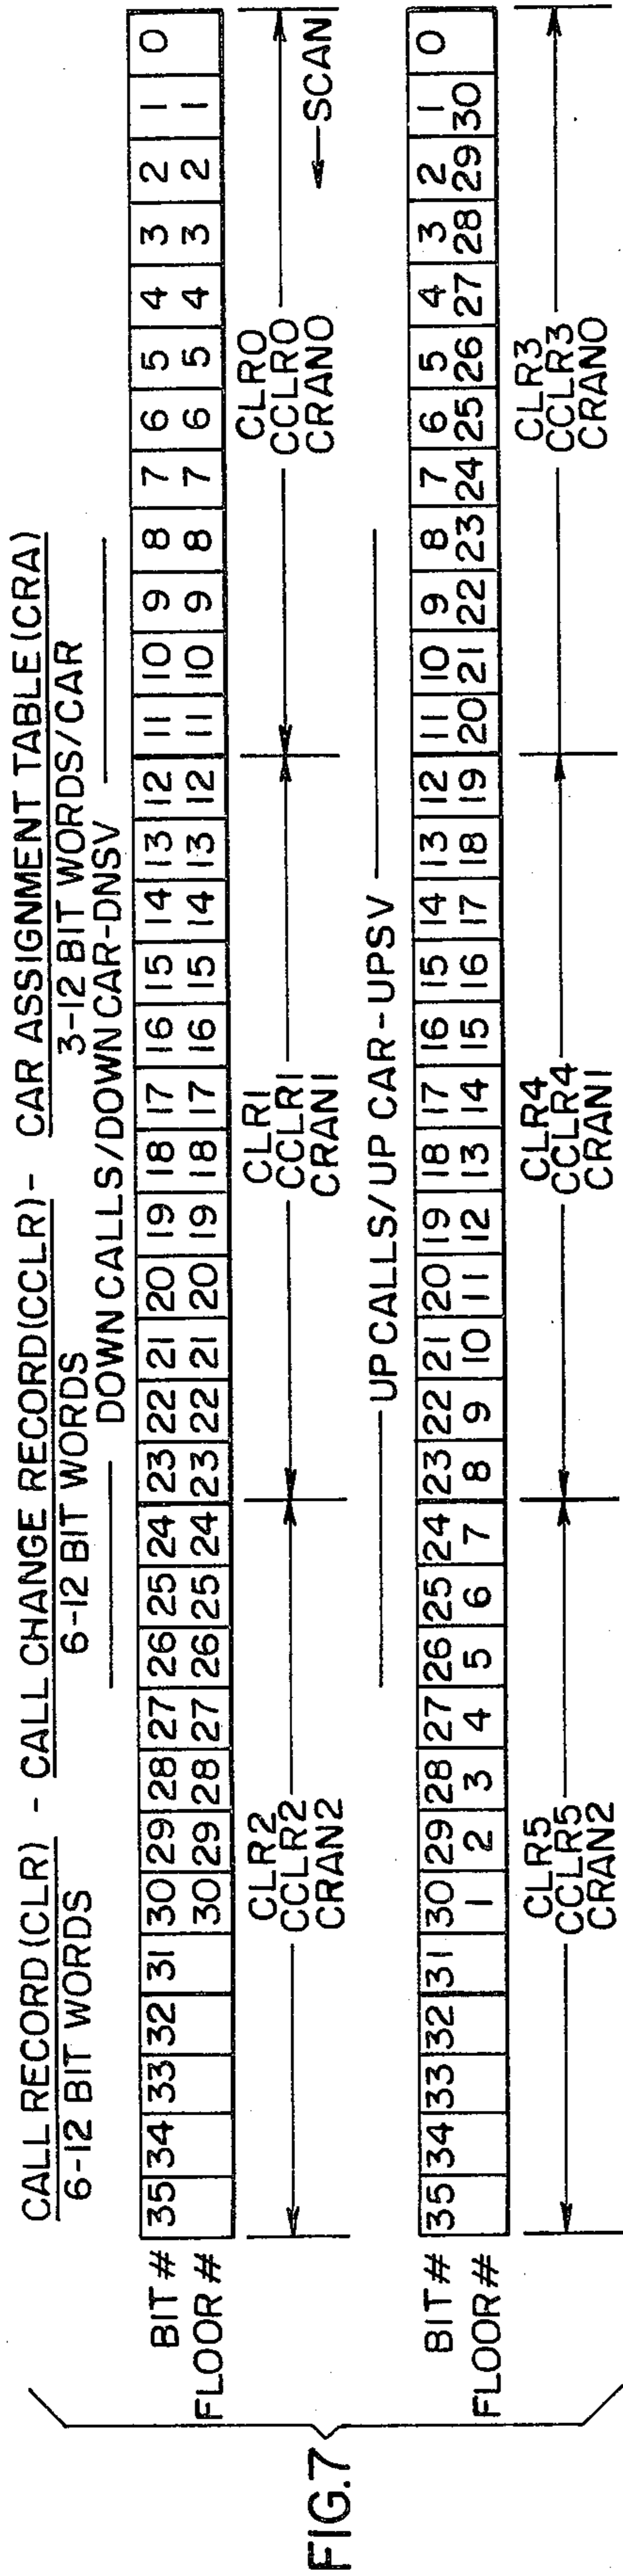 CALL RECORD (CLR) - CALL CHANGE RECORD (CCLR) - CAR ASSIGNMENT TABLE (CRA)
6-12 BIT WORDS 6-12 BIT WORDS 3-12 BIT WORDS/CAR
DOWN CALLS/DOWN CAR-DNSV
BIT # 35 34 33 32 31 30 29 28 27 26 25 24 23 22 21 20 19 18 17 16 15 14 13 12 11 10 9 8 7 6 5 4 3 2 1 0
FLOOR # 30 29 28 27 26 25 24 23 22 21 20 19 18 17 16 15 14 13 12 11 10 9 8 7 6 5 4 3 2 1
CLR2 CLR1 CLR0
CCLR2 CCLR1 CCLR0
CRAN2 CRAN1 CRAN0
SCAN
UP CALLS/UP CAR-UPSV
BIT # 35 34 33 32 31 30 29 28 27 26 25 24 23 22 21 20 19 18 17 16 15 14 13 12 11 10 9 8 7 6 5 4 3 2 1 0
FLOOR # 1 2 3 4 5 6 7 8 9 10 11 12 13 14 15 16 17 18 19 20 21 22 23 24 25 26 27 28 29 30
CLR5 CLR4 CLR3
CCLR5 CCLR4 CCLR3
CRAN2 CRAN1 CRAN0
FIG.7